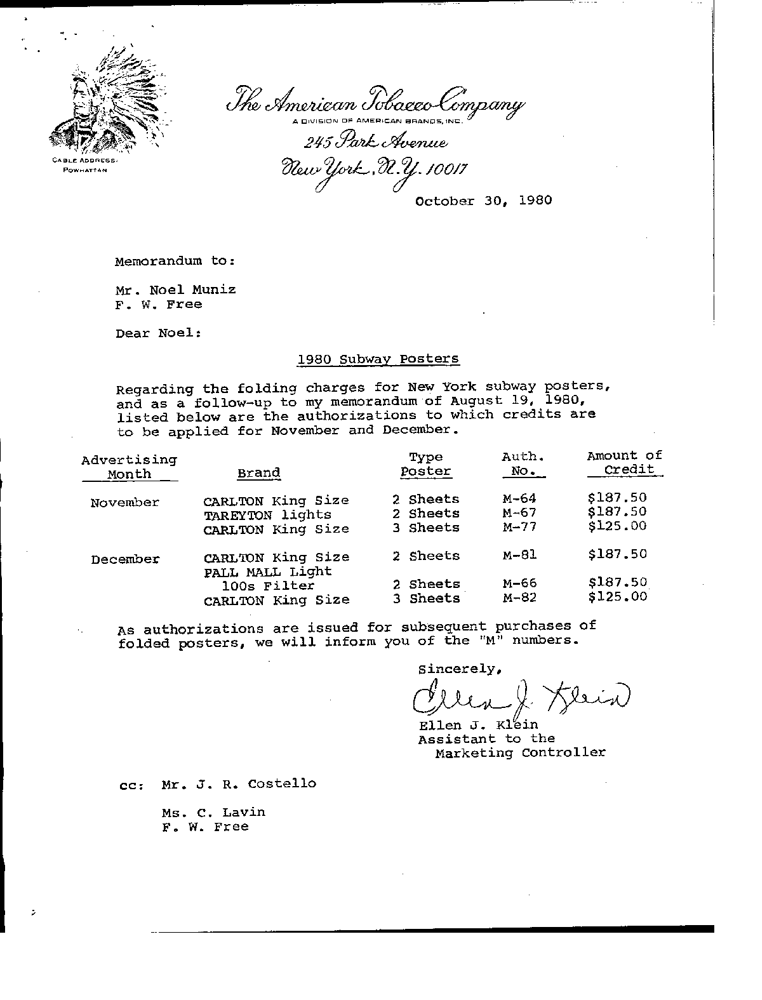 The American Tobacco Company
A DIVISION OF AMERICAN BRANDS, INC.
245 Park Avenue
New York, N.Y. 10017
CABLE ADDRESS-
POWHATTAN
October 30, 1980
Memorandum to:
Mr. Noel Muniz
F. W. Free
Dear Noel:
1980 Subway Posters
Regarding the folding charges for New York subway posters,
and as a follow-up to my memorandum of August 19, 1980,
listed below are the authorizations to which credits are
to be applied for November and December.
Advertising Type Auth. Amount of
Month Brand Poster No. Credit
November CARLTON King Size 2 Sheets M-64 $187.50
TAREYTON lights 2 Sheets M-67 $187.50
CARLTON King Size 3 Sheets M-77 $125.00
December CARLTON King Size 2 Sheets M-81 $187.50
PALL MALL Light
100s Filter 2 Sheets M-66 $187.50
CARLTON King Size 3 Sheets M-82 $125.00
As authorizations are issued for subsequent purchases of
folded posters, we will inform you of the "M" numbers.
Sincerely,
Ellen J. Klein
Ellen J. Klein
Assistant to the
Marketing Controller
cc: Mr. J. R. Costello
Ms. C. Lavin
F. W. Free